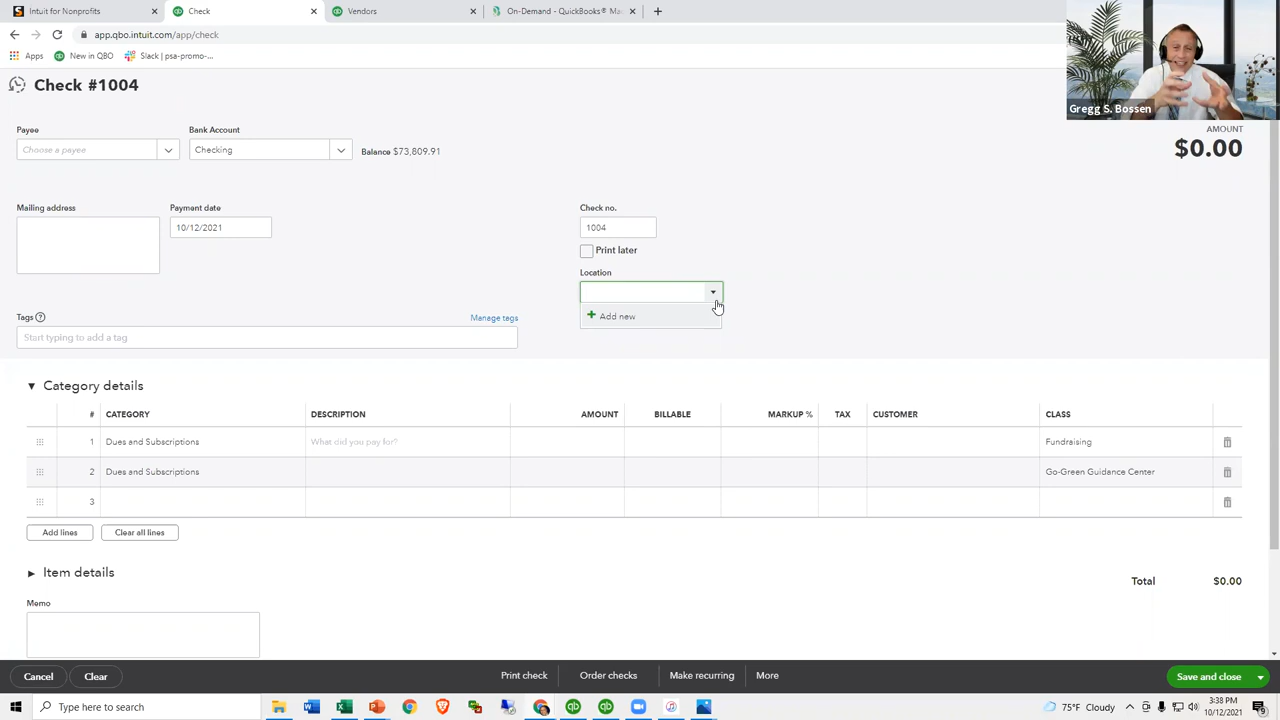 Intuit for Nonprofits
Check
Vendors
On-Demand - QuickBooks® Ma
app.qbo.intuit.com/app/check
Apps
New in QBO
Slack | psa-promo-...
Gregg S. Bossen
Check #1004
Payee
Bank Account
AMOUNT
Choose a payee
Checking
Balance $73,809.91
$0.00
Mailing address
Payment date
Check no.
10/12/2021
1004
Print later
Location
Add new
Tags
Manage tags
Start typing to add a tag
Category details
# CATEGORY DESCRIPTION AMOUNT BILLABLE MARKUP % TAX CUSTOMER CLASS
1 Dues and Subscriptions What did you pay for? Fundraising
2 Dues and Subscriptions Go-Green Guidance Center
3
Add lines
Clear all lines
Item details
Total $0.00
Memo
Cancel
Clear
Print check
Order checks
Make recurring
More
Save and close
Type here to search
75°F Cloudy
3:38 PM
10/12/2021